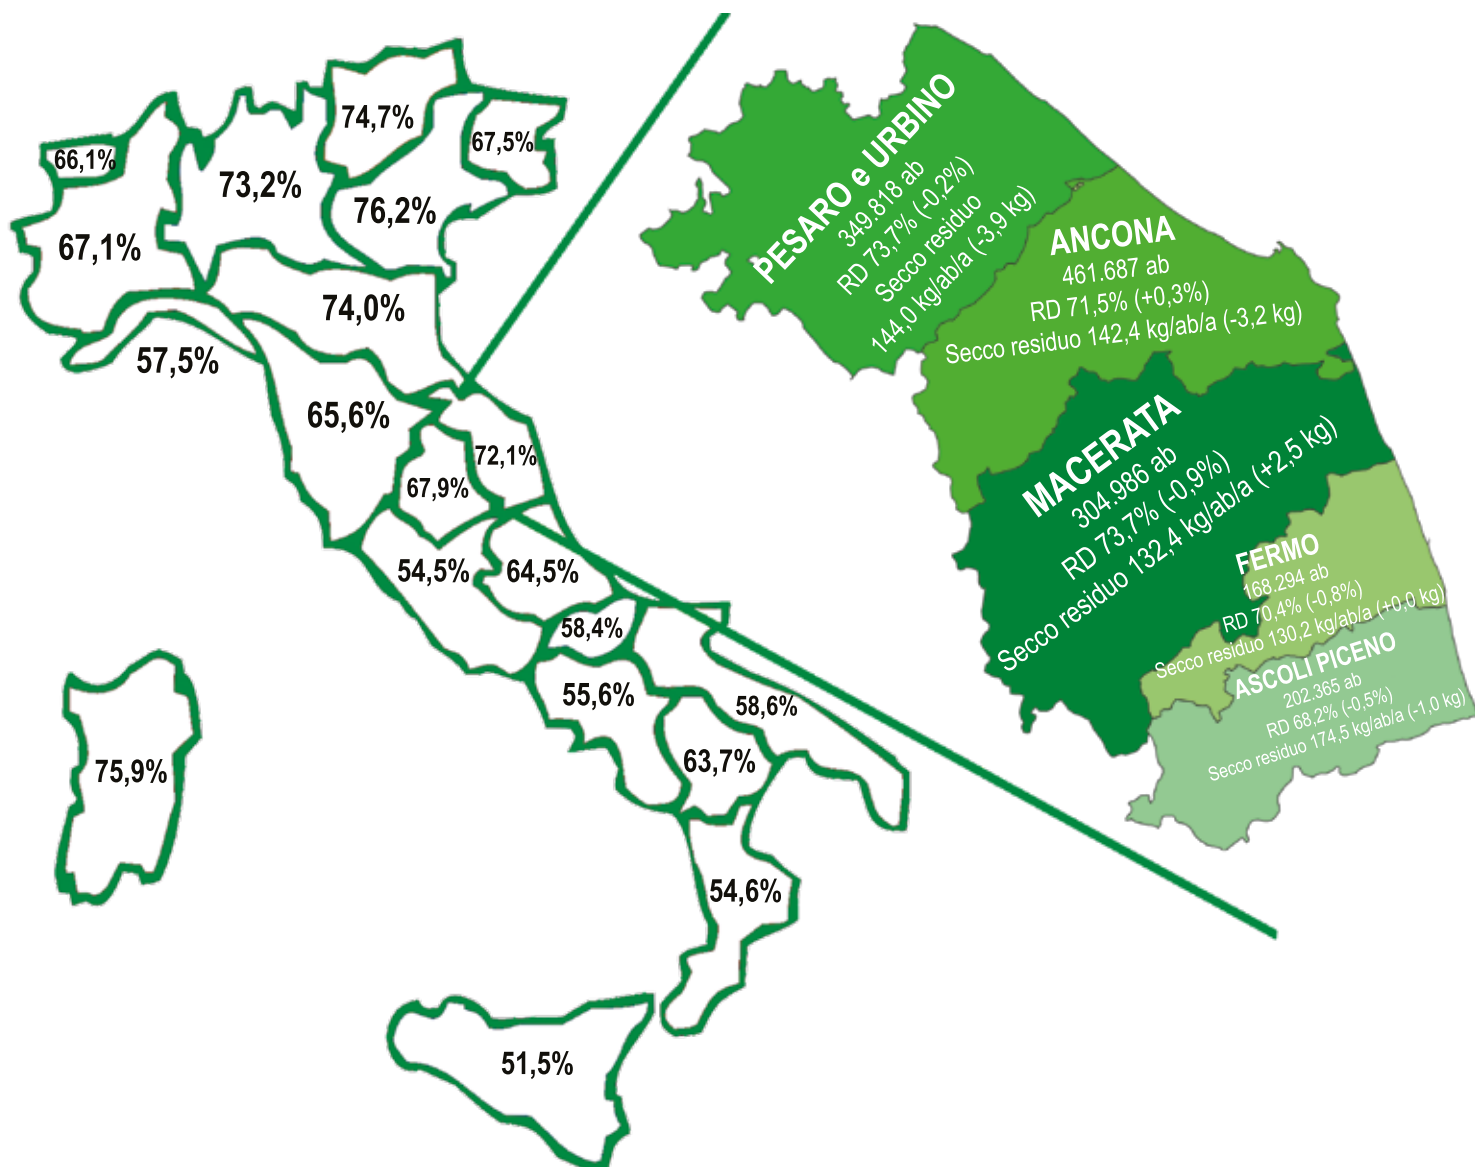 74,7%
67,5%
66,1%
73,2%
76,2%
67,1%
74,0%
57,5%
65,6%
72,1%
67,9%
54,5%
64,5%
58,4%
55,6%
58,6%
63,7%
75,9%
54,6%
51,5%
PESARO e URBINO
349.818 ab
RD 73,7% (-0,2%)
Secco residuo
144,0 kg/ab/a (-3,9 kg)
ANCONA
461.687 ab
RD 71,5% (+0,3%)
Secco residuo 142,4 kg/ab/a (-3,2 kg)
MACERATA
304.986 ab
RD 73,7% (-0,9%)
Secco residuo 132,4 kg/ab/a (+2,5 kg)
FERMO
168.294 ab
RD 70,4% (-0,8%)
Secco residuo 130,2 kg/ab/a (+0,0 kg)
ASCOLI PICENO
202.365 ab
RD 68,2% (-0,5%)
Secco residuo 174,5 kg/ab/a (-1,0 kg)